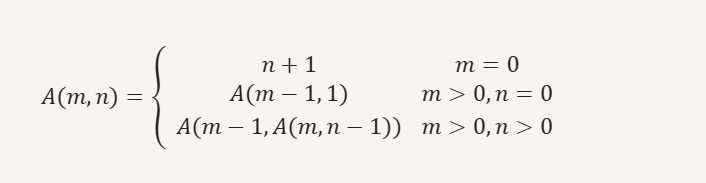 n + 1 m = 0
A(m, n) = { A(m − 1, 1) m > 0, n = 0
A(m − 1, A(m, n − 1)) m > 0, n > 0